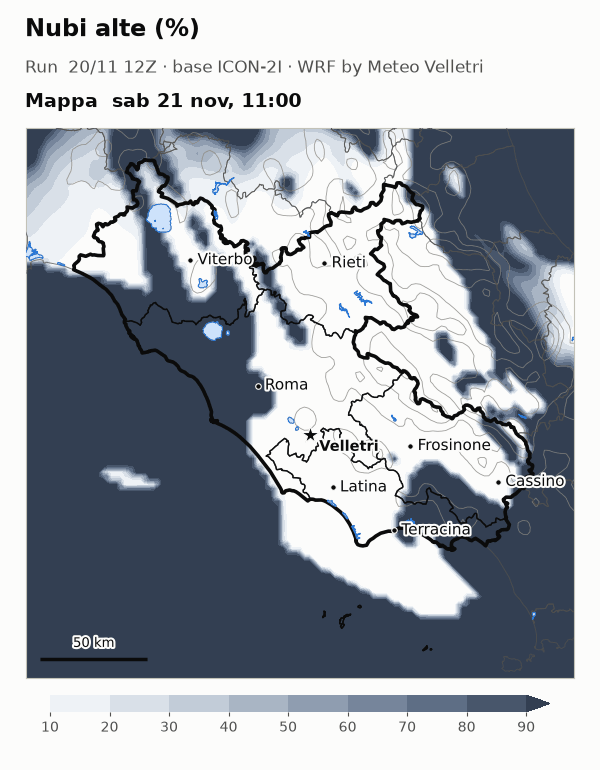 Nubi alte (%)
Run  20/11 12Z · base ICON-2I · WRF by Meteo Velletri
Mappa  sab 21 nov, 11:00
Viterbo
Rieti
Roma
Velletri
Frosinone
Cassino
Latina
Terracina
50 km
10 20 30 40 50 60 70 80 90